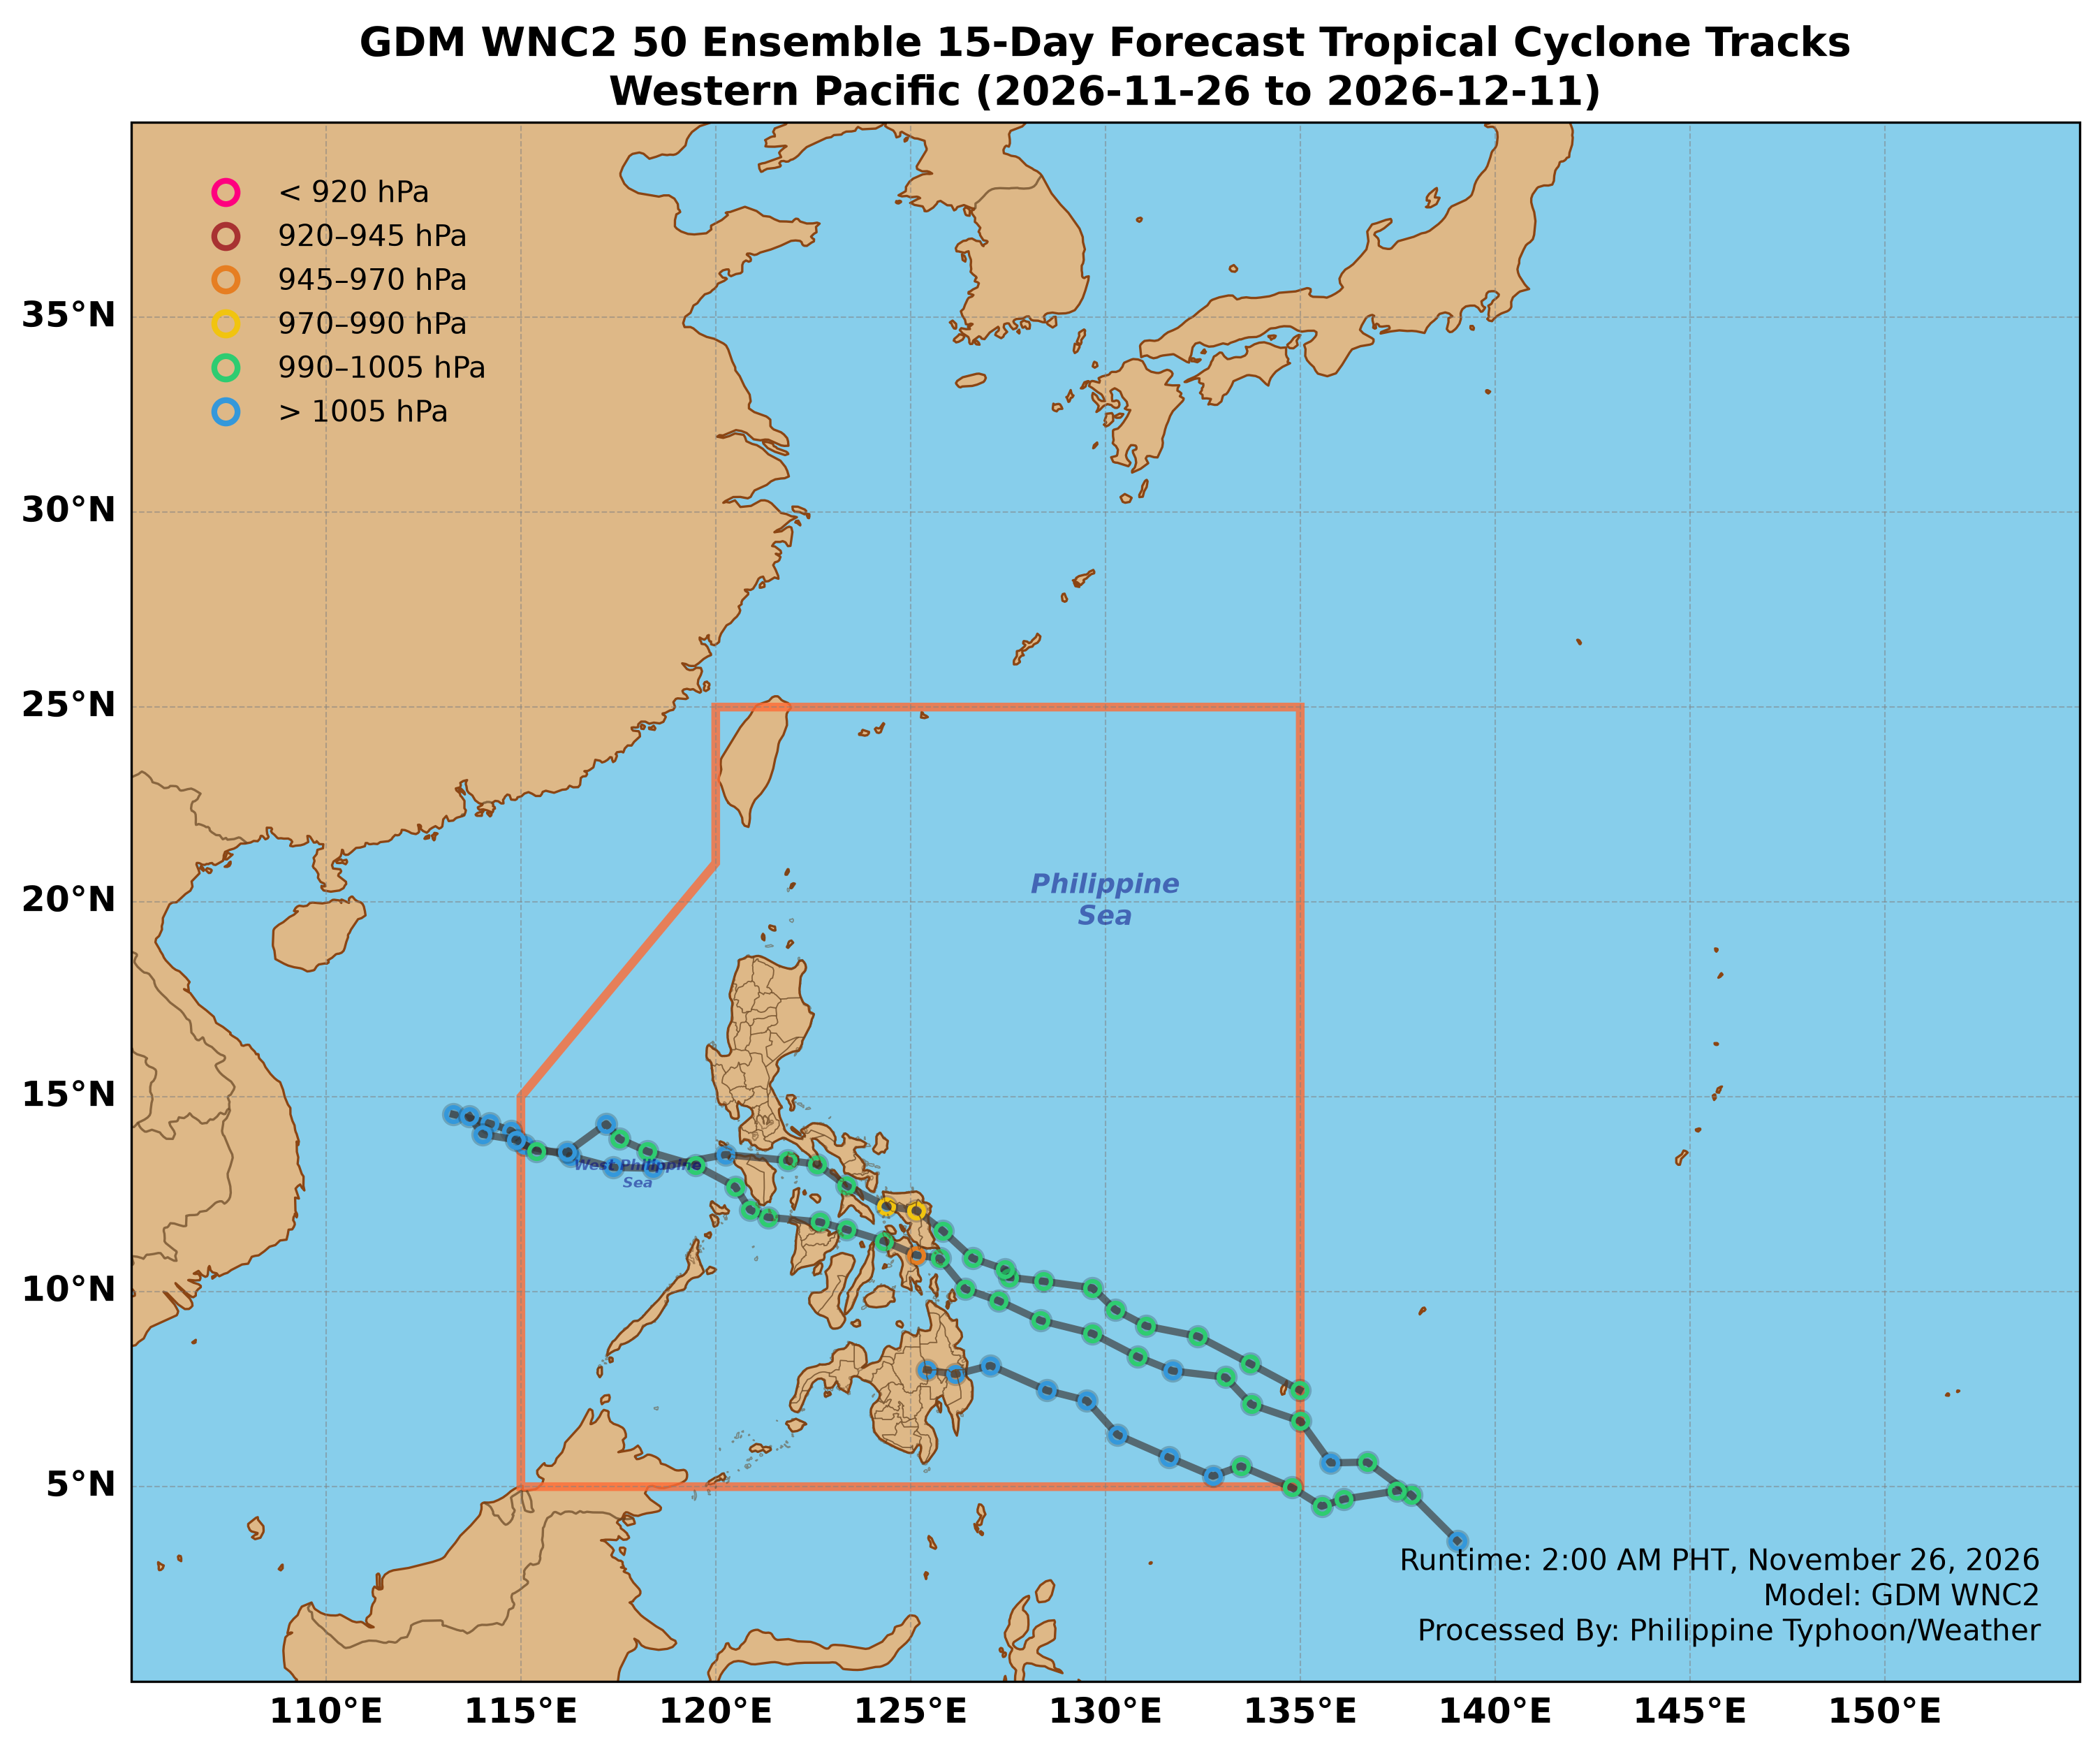 GDM WNC2 50 Ensemble 15-Day Forecast Tropical Cyclone Tracks
Western Pacific (2026-11-26 to 2026-12-11)
< 920 hPa
920–945 hPa
945–970 hPa
970–990 hPa
990–1005 hPa
> 1005 hPa
35°N
30°N
25°N
20°N
15°N
10°N
5°N
Philippine
Sea
West Philippine
Sea
Runtime: 2:00 AM PHT, November 26, 2026
Model: GDM WNC2
Processed By: Philippine Typhoon/Weather
110°E
115°E
120°E
125°E
130°E
135°E
140°E
145°E
150°E